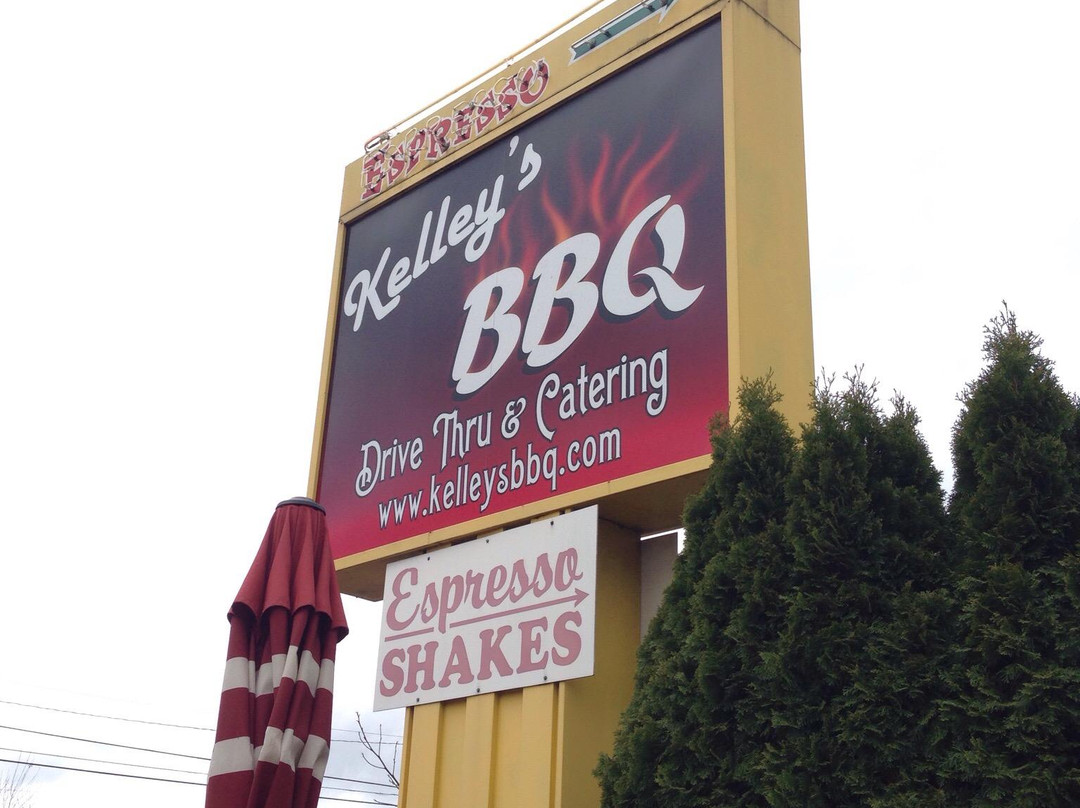 ESPRESSO
Kelley's
BBQ
Drive Thru & Catering
www.kelleysbbq.com
Espresso
SHAKES